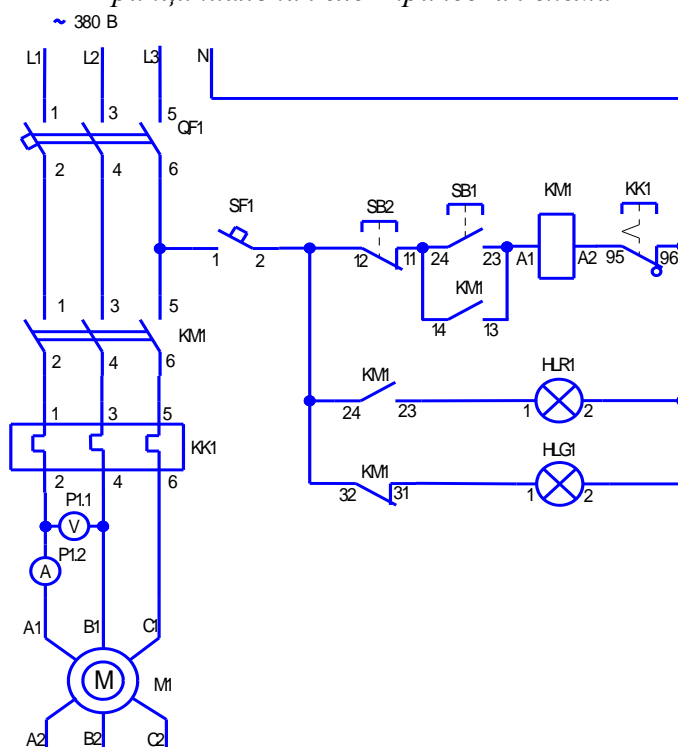 ~ 380 В
L1 L2 L3 N
1 3 5
QF1
2 4 6
SF1 SB2 SB1 KM1 KK1
1 2 12 11 24 23 A1 A2 95 96
KM1
14 13
1 3 5
KM1
2 4 6
KM1 HLR1
24 23 1 2
1 3 5
KK1
2 4 6
KM1 HLG1
32 31 1 2
P1.1
V
P1.2
A
A1 B1 C1
M
M1
A2 B2 C2